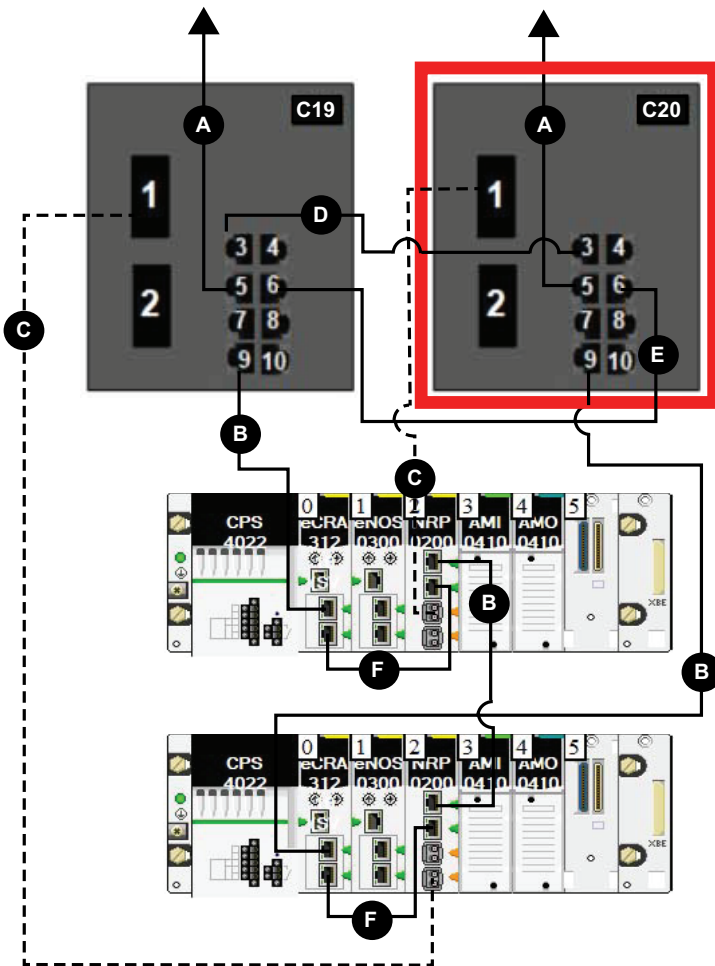 A
A
C19
C20
1
1
D
3 4
3 4
5 6
5 6
2
2
7 8
7 8
C
E
9 10
9 10
B
C
0 1 2 3 4 5
CPS eCRA eNOS NRP AMI AMO
4022 312 0300 0200 0410 0410
S
B
XBE
F
B
0 1 2 3 4 5
CPS eCRA eNOS NRP AMI AMO
4022 312 0300 0200 0410 0410
S
XBE
F